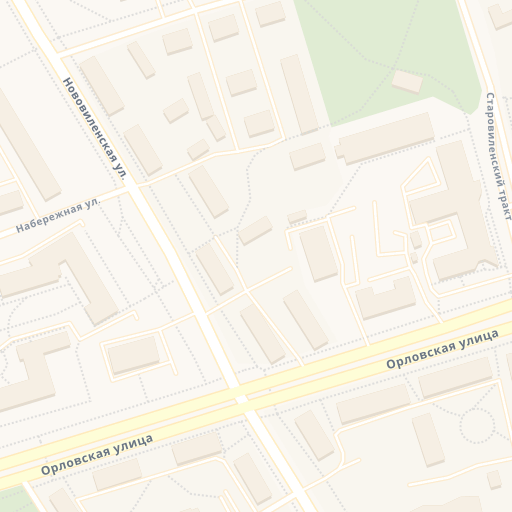 Нововиленская ул.
Старовиленский тракт
Набережная ул.
Орловская улица
Орловская улица